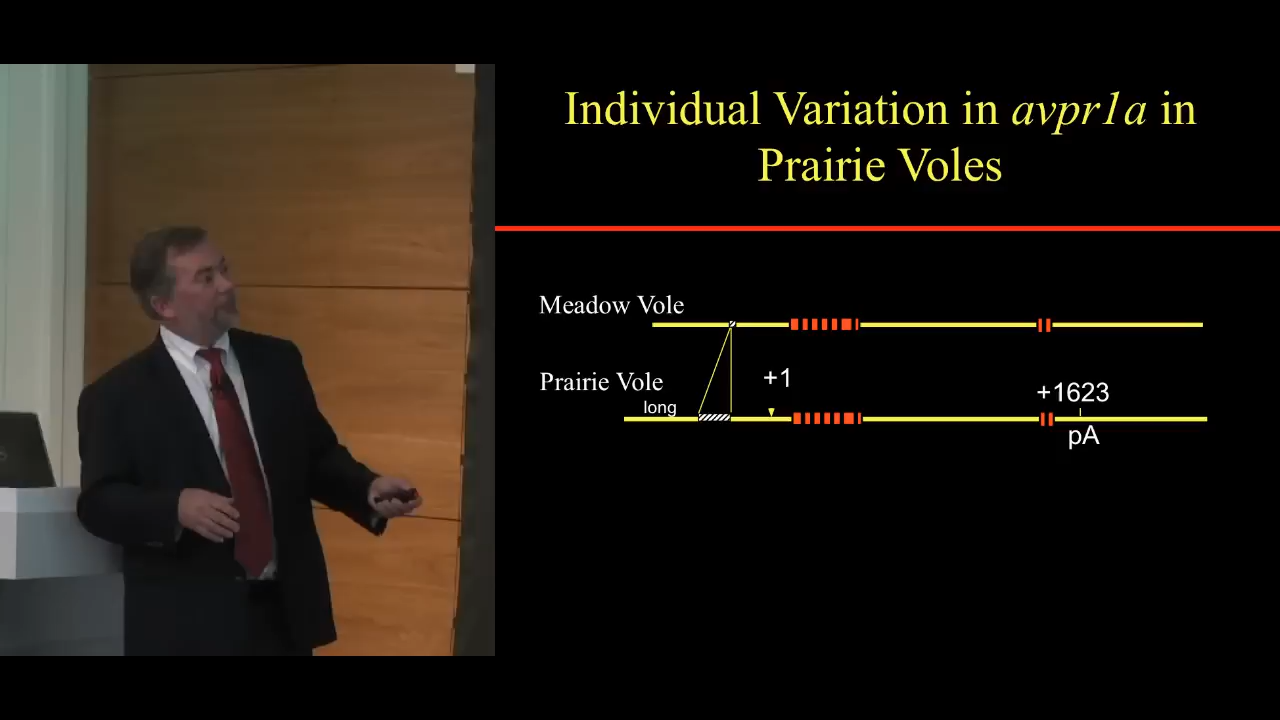 Individual Variation in avpr1a in
Prairie Voles
Meadow Vole
Prairie Vole
long
+1
+1623
pA